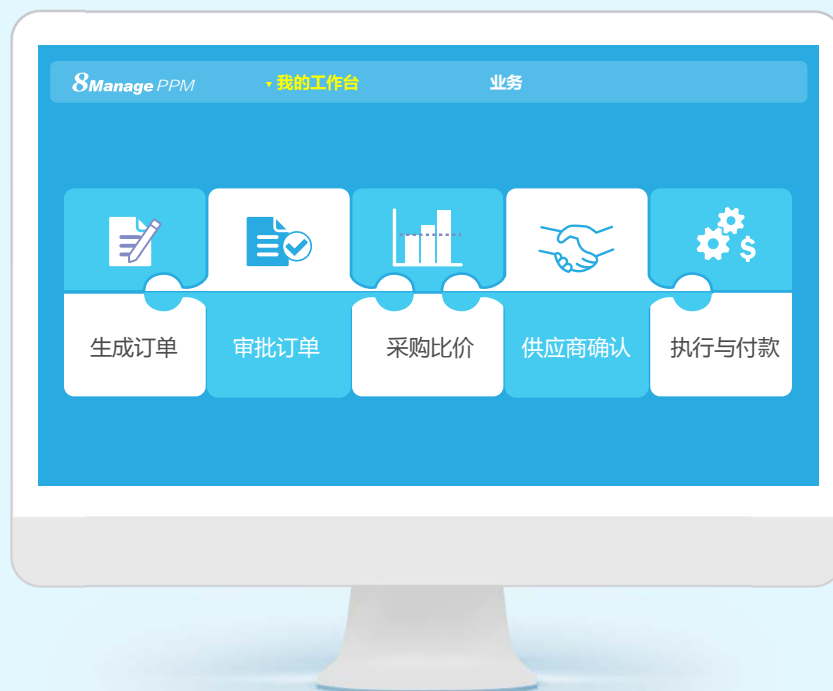 8Manage PPM
我的工作台
业务
$
生成订单
审批订单
采购比价
供应商确认
执行与付款